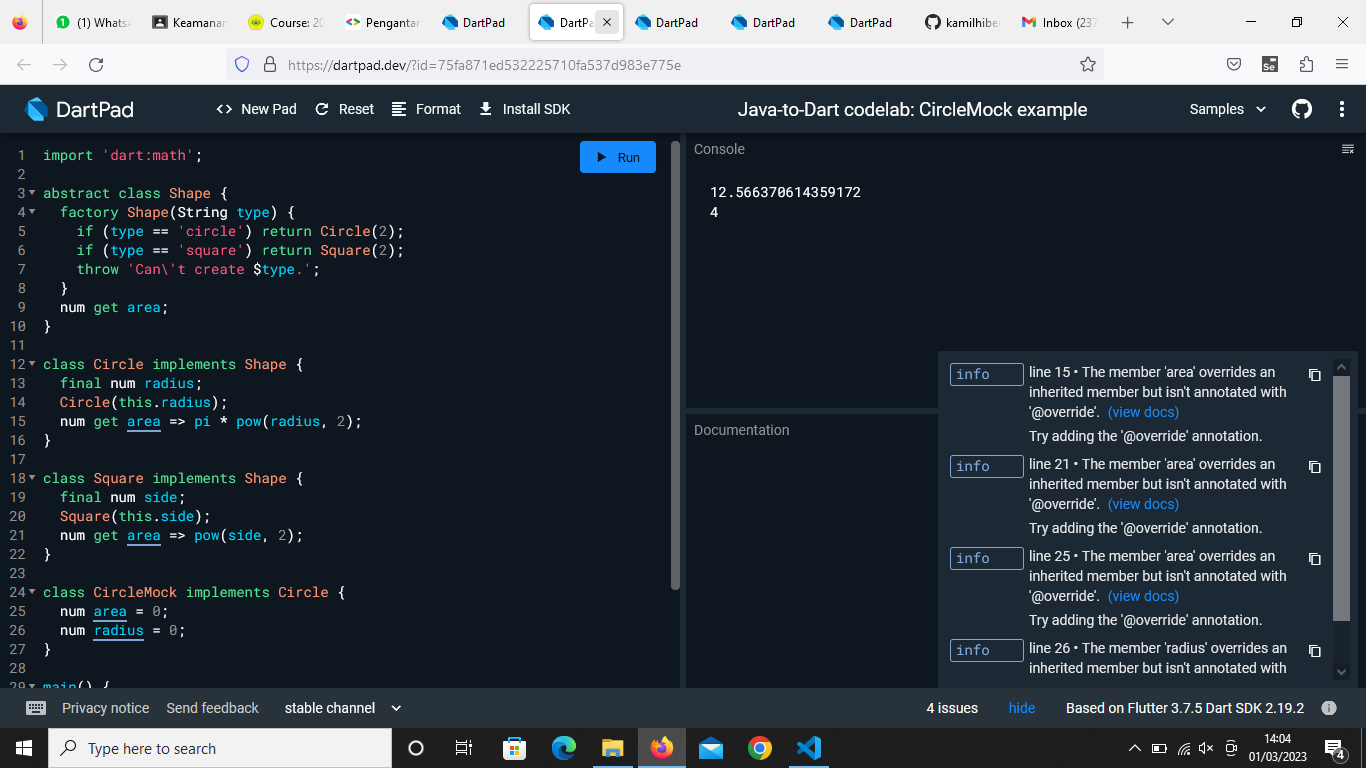 (1) Whats
Keamanan
Course: 20
Pengantar
DartPad
DartPa
DartPad
DartPad
DartPad
kamilhibe
Inbox (237
https://dartpad.dev/?id=75fa871ed532225710fa537d983e775e
DartPad
<> New Pad
Reset
Format
Install SDK
Java-to-Dart codelab: CircleMock example
Samples
1 import 'dart:math';
2
3 abstract class Shape {
4   factory Shape(String type) {
5     if (type == 'circle') return Circle(2);
6     if (type == 'square') return Square(2);
7     throw 'Can\'t create $type.';
8   }
9   num get area;
10 }
11
12 class Circle implements Shape {
13   final num radius;
14   Circle(this.radius);
15   num get area => pi * pow(radius, 2);
16 }
17
18 class Square implements Shape {
19   final num side;
20   Square(this.side);
21   num get area => pow(side, 2);
22 }
23
24 class CircleMock implements Circle {
25   num area = 0;
26   num radius = 0;
27 }
28
29 main() {
Run
Console
12.566370614359172
4
Documentation
info
line 15 • The member 'area' overrides an
inherited member but isn't annotated with
'@override'. (view docs)
Try adding the '@override' annotation.
info
line 21 • The member 'area' overrides an
inherited member but isn't annotated with
'@override'. (view docs)
Try adding the '@override' annotation.
info
line 25 • The member 'area' overrides an
inherited member but isn't annotated with
'@override'. (view docs)
Try adding the '@override' annotation.
info
line 26 • The member 'radius' overrides an
inherited member but isn't annotated with
Privacy notice
Send feedback
stable channel
4 issues
hide
Based on Flutter 3.7.5 Dart SDK 2.19.2
Type here to search
14:04
01/03/2023
4